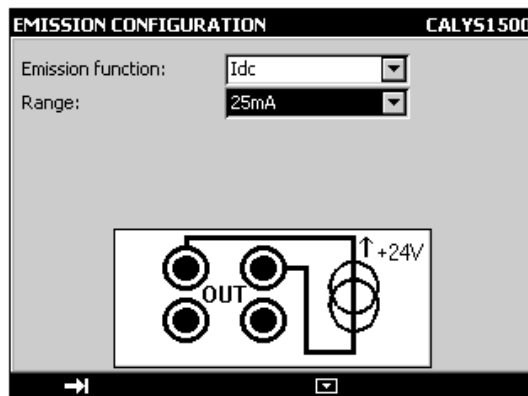 EMISSION CONFIGURATION CALYS1500
Emission function: Idc
Range: 25mA
+24V
OUT